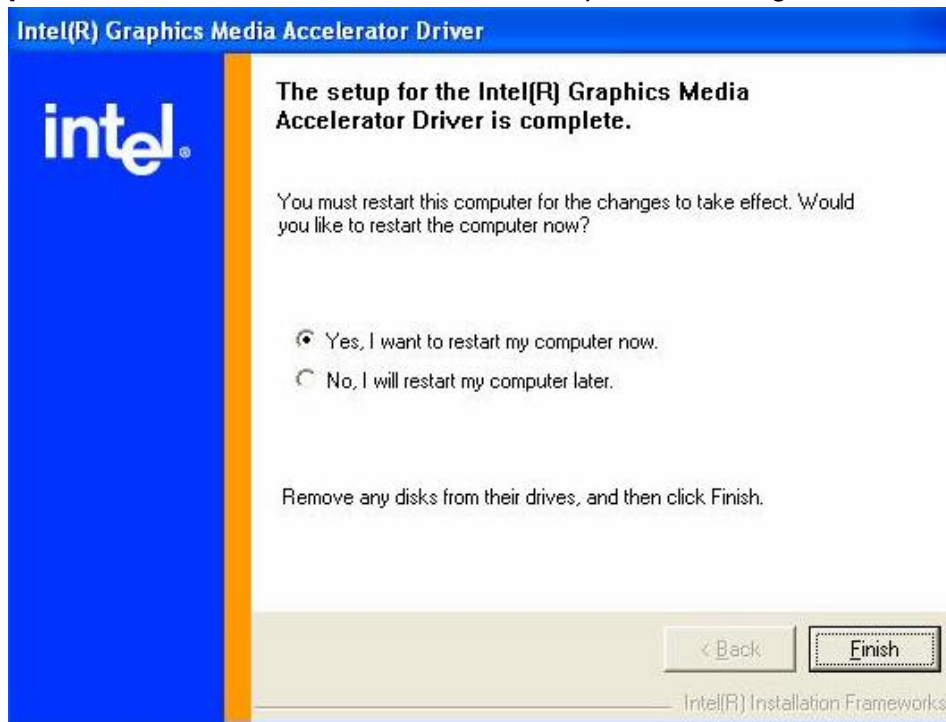 Intel(R) Graphics Media Accelerator Driver
intel®
The setup for the Intel(R) Graphics Media
Accelerator Driver is complete.
You must restart this computer for the changes to take effect. Would
you like to restart the computer now?
Yes, I want to restart my computer now.
No, I will restart my computer later.
Remove any disks from their drives, and then click Finish.
< Back
Finish
Intel(R) Installation Frameworks